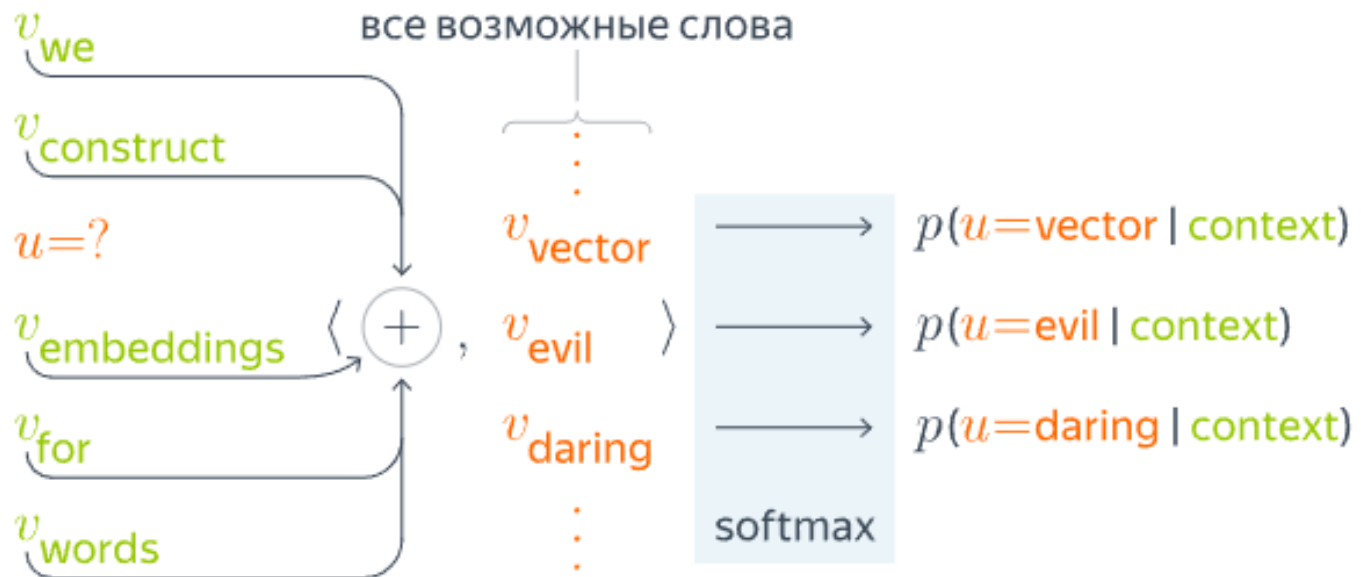 v_we
все возможные слова
v_construct
u=?
v_vector
p(u=vector | context)
v_embeddings
⟨ + , v_evil ⟩
p(u=evil | context)
v_for
v_daring
p(u=daring | context)
v_words
softmax